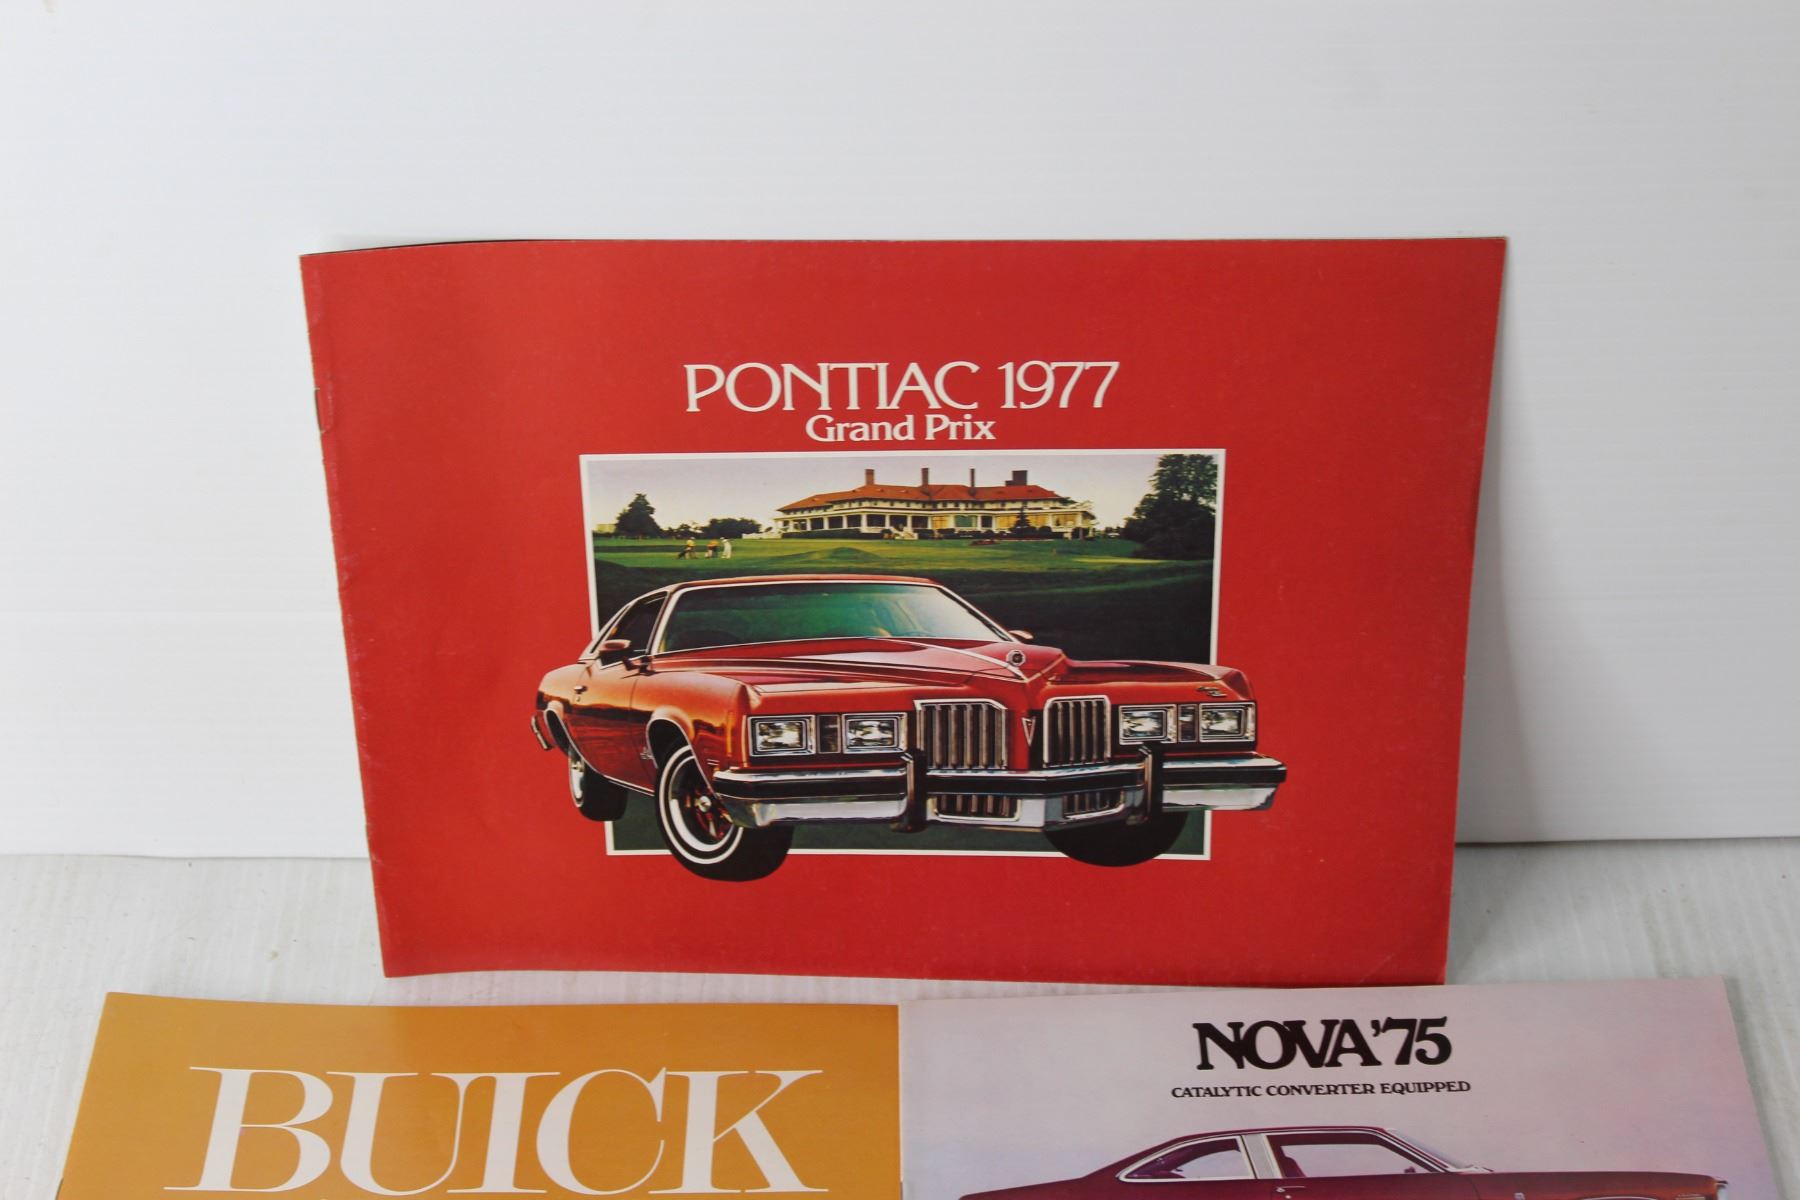 PONTIAC 1977
Grand Prix
BUICK
NOVA '75
CATALYTIC CONVERTER EQUIPPED